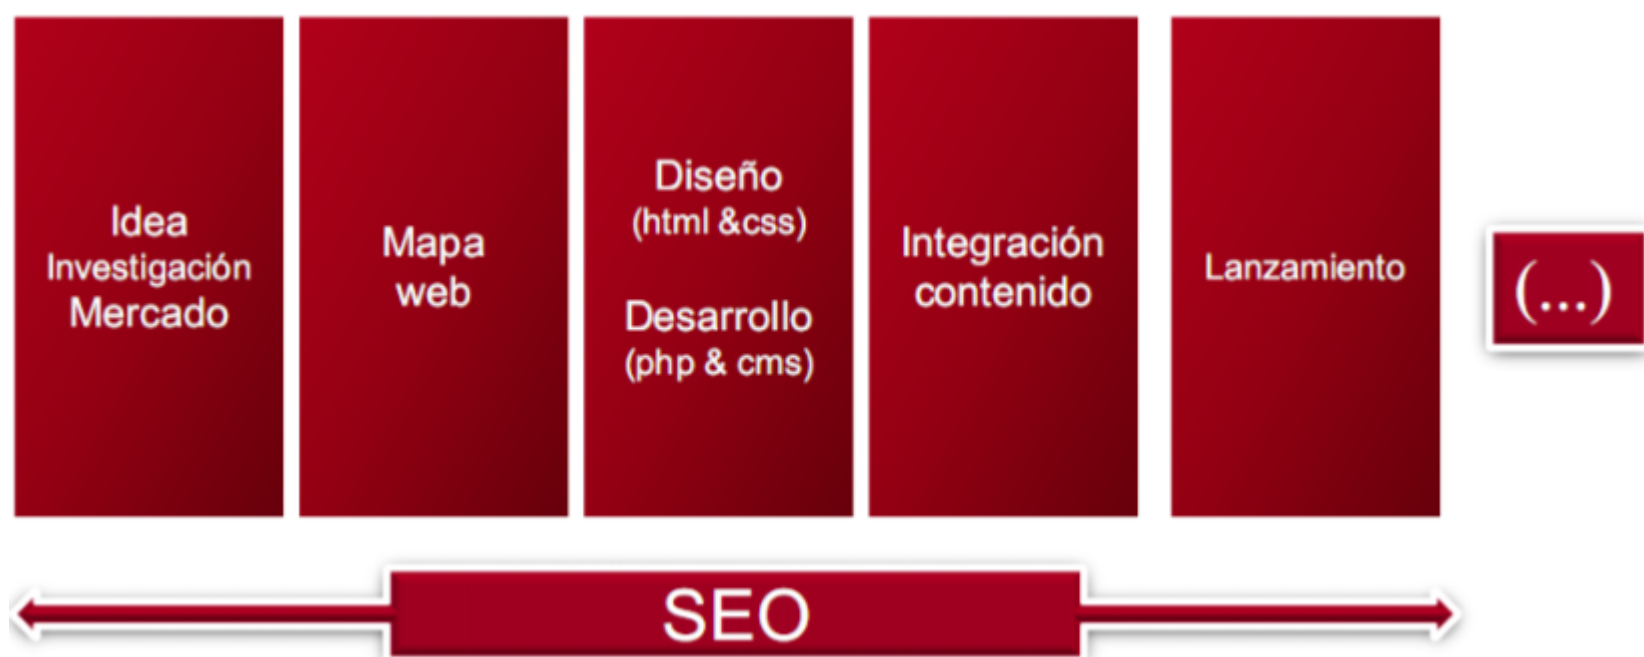 Idea
Investigación
Mercado
Mapa
web
Diseño
(html &css)
Desarrollo
(php & cms)
Integración
contenido
Lanzamiento
(...)
SEO